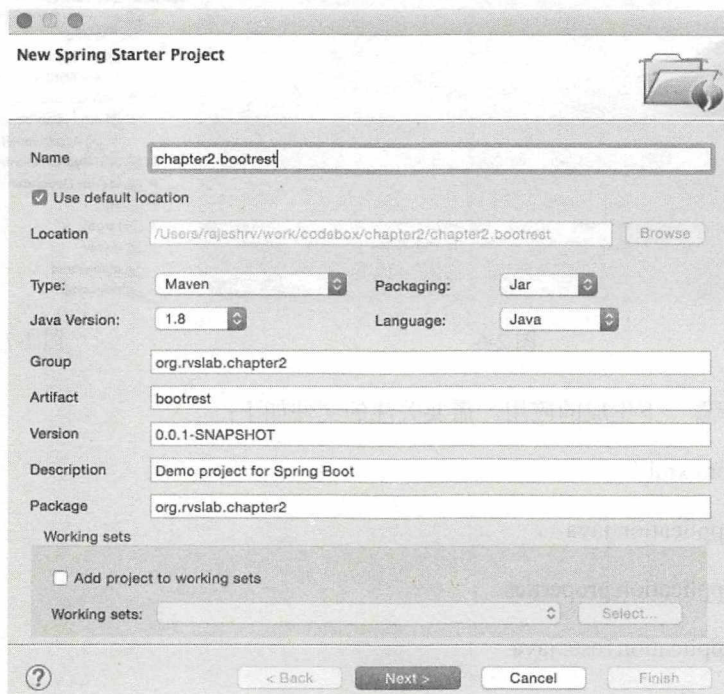 New Spring Starter Project
Name chapter2.bootrest
Use default location
Location /Users/rajeshrv/work/codebox/chapter2/chapter2.bootrest Browse
Type: Maven Packaging: Jar
Java Version: 1.8 Language: Java
Group org.rvslab.chapter2
Artifact bootrest
Version 0.0.1-SNAPSHOT
Description Demo project for Spring Boot
Package org.rvslab.chapter2
Working sets
Add project to working sets
Working sets: Select...
? < Back Next > Cancel Finish